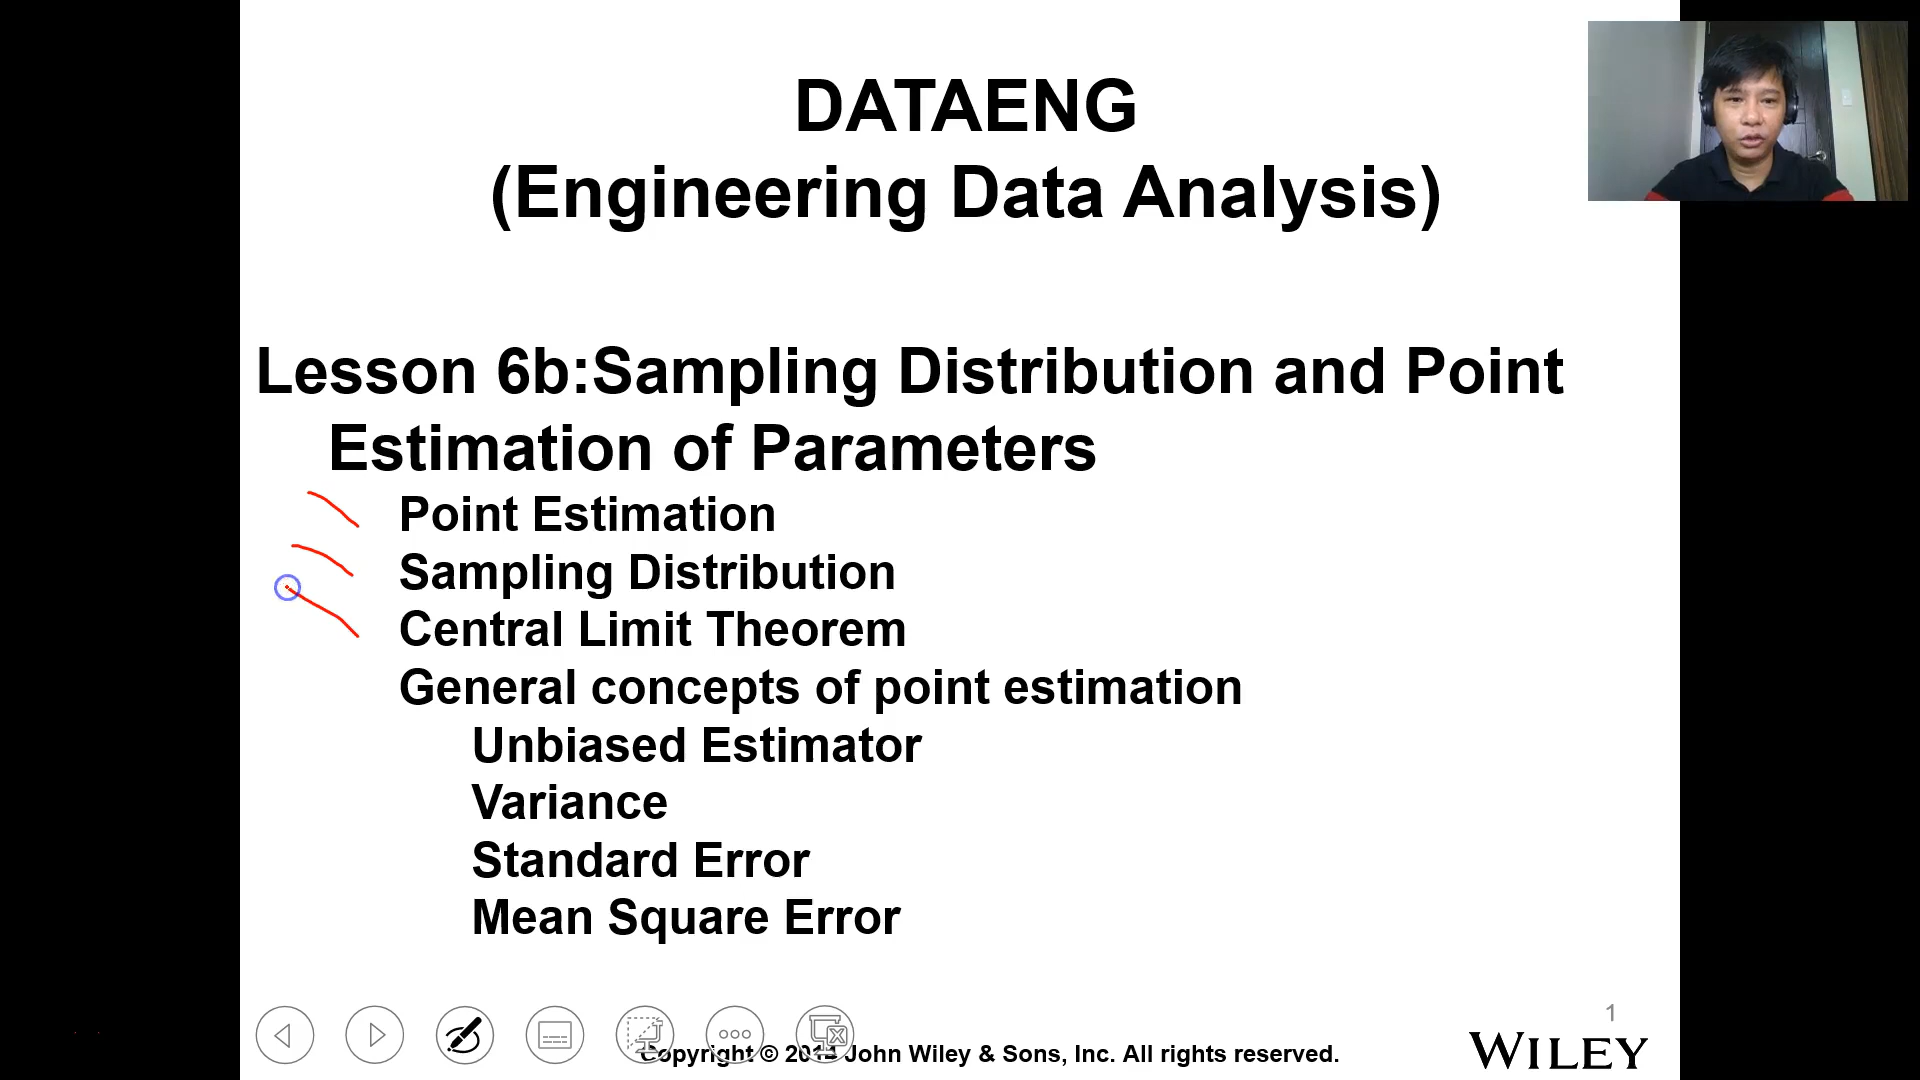 DATAENG
(Engineering Data Analysis)
Lesson 6b:Sampling Distribution and Point
Estimation of Parameters
Point Estimation
Sampling Distribution
Central Limit Theorem
General concepts of point estimation
Unbiased Estimator
Variance
Standard Error
Mean Square Error
1
Copyright © 2014 John Wiley & Sons, Inc. All rights reserved.
WILEY